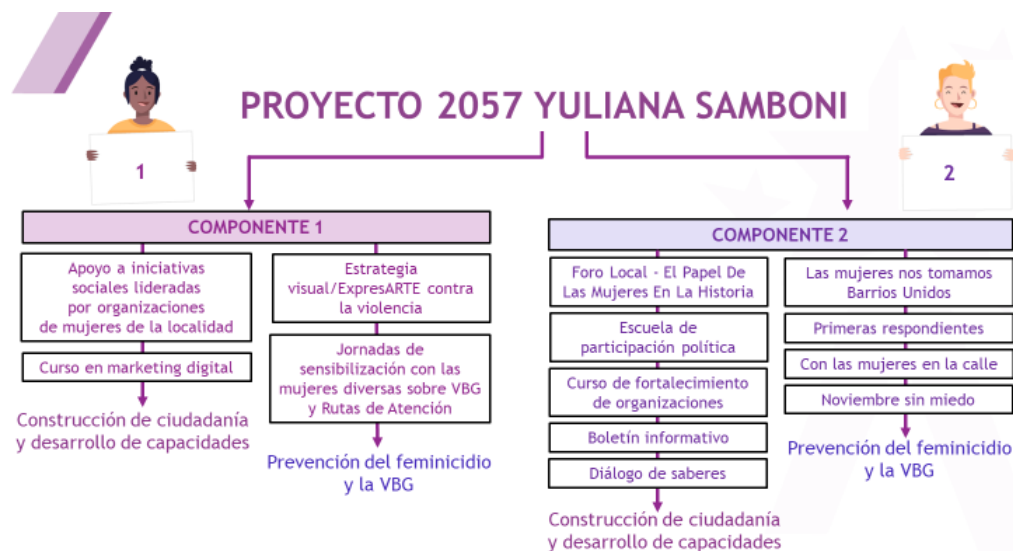 PROYECTO 2057 YULIANA SAMBONI
1
2
COMPONENTE 1
Apoyo a iniciativas
sociales lideradas
por organizaciones
de mujeres de la localidad
Curso en marketing digital
Construcción de ciudadanía
y desarrollo de capacidades
Estrategia
visual/ExpresARTE contra
la violencia
Jornadas de
sensibilización con las
mujeres diversas sobre VBG
y Rutas de Atención
Prevención del feminicidio
y la VBG
COMPONENTE 2
Foro Local - El Papel De
Las Mujeres En La Historia
Escuela de
participación política
Curso de fortalecimiento
de organizaciones
Boletín informativo
Diálogo de saberes
Construcción de ciudadanía
y desarrollo de capacidades
Las mujeres nos tomamos
Barrios Unidos
Primeras respondientes
Con las mujeres en la calle
Noviembre sin miedo
Prevención del feminicidio
y la VBG